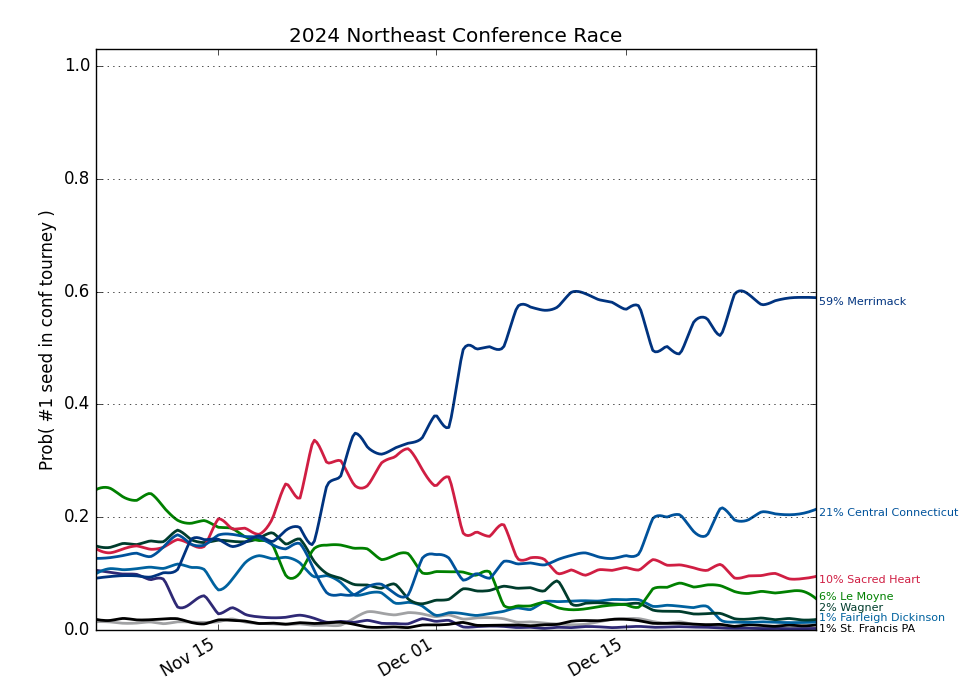 2024 Northeast Conference Race
Prob( #1 seed in conf tourney )
1.0
0.8
0.6
0.4
0.2
0.0
Nov 15
Dec 01
Dec 15
59% Merrimack
21% Central Connecticut
10% Sacred Heart
6% Le Moyne
2% Wagner
1% Fairleigh Dickinson
1% St. Francis PA